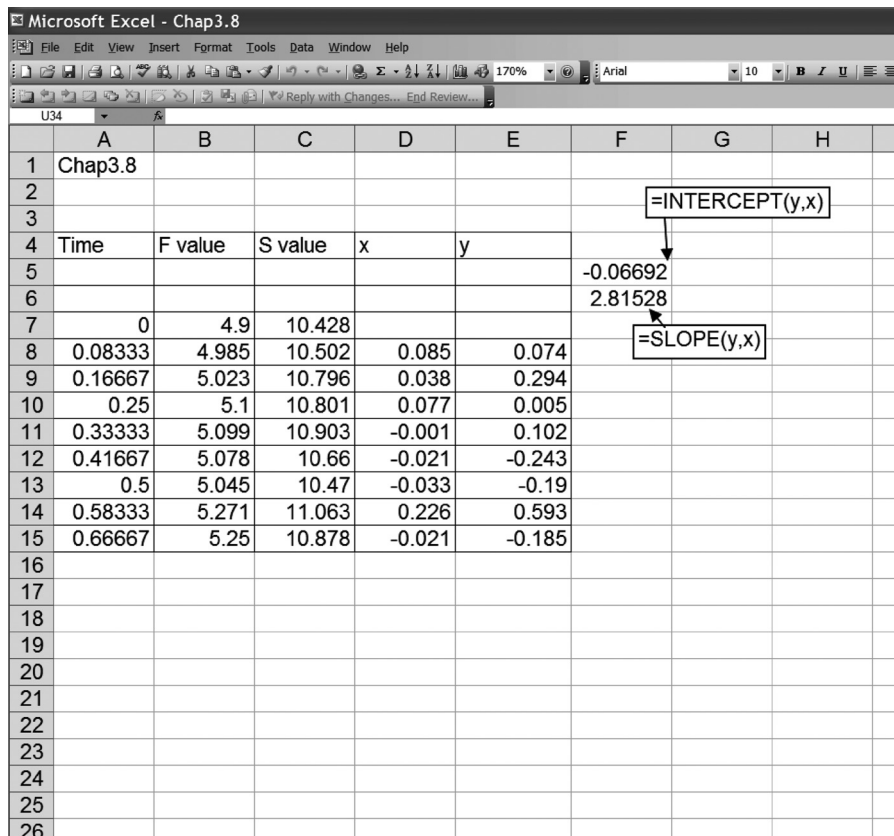 Microsoft Excel - Chap3.8
File Edit View Insert Format Tools Data Window Help
170% Arial 10 B I U
Reply with Changes... End Review...
U34 fx
A B C D E F G H
1 Chap3.8
2 =INTERCEPT(y,x)
3
4 Time F value S value x y
5 -0.06692
6 2.81528
7 0 4.9 10.428 =SLOPE(y,x)
8 0.08333 4.985 10.502 0.085 0.074
9 0.16667 5.023 10.796 0.038 0.294
10 0.25 5.1 10.801 0.077 0.005
11 0.33333 5.099 10.903 -0.001 0.102
12 0.41667 5.078 10.66 -0.021 -0.243
13 0.5 5.045 10.47 -0.033 -0.19
14 0.58333 5.271 11.063 0.226 0.593
15 0.66667 5.25 10.878 -0.021 -0.185
16
17
18
19
20
21
22
23
24
25
26